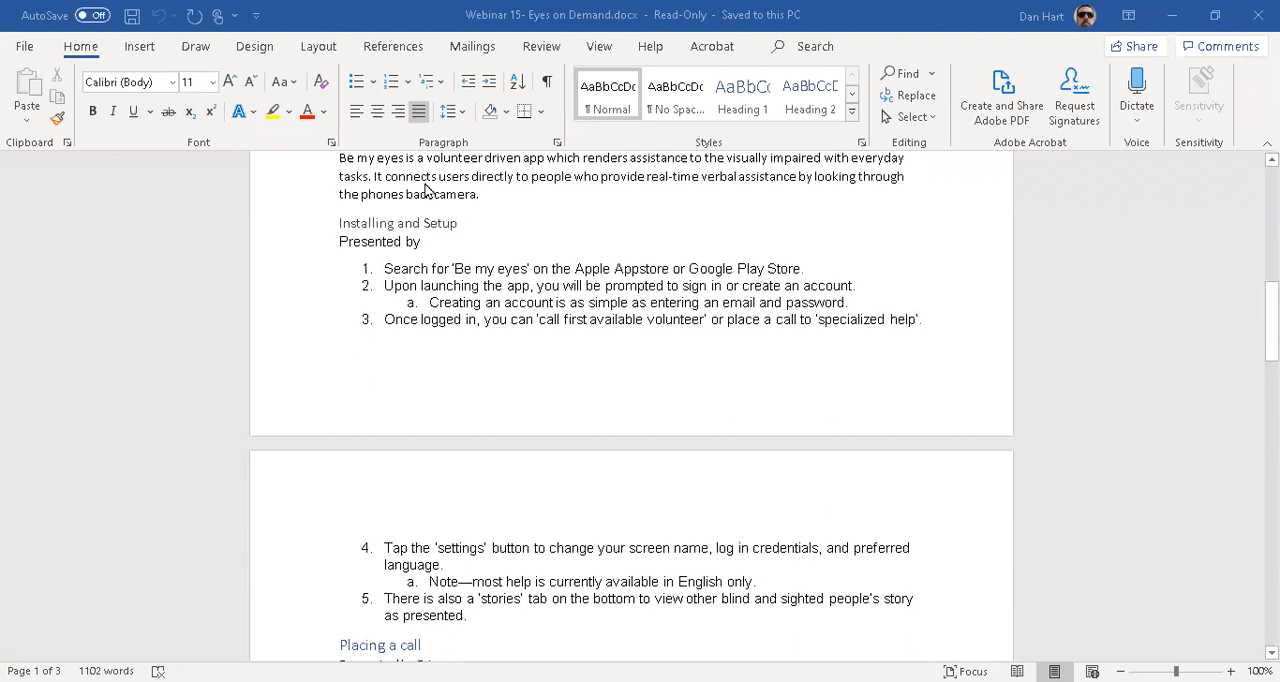 AutoSave Off
Webinar 15- Eyes on Demand.docx - Read-Only - Saved to this PC
Dan Hart
File Home Insert Draw Design Layout References Mailings Review View Help Acrobat Search
Share Comments
Paste
Calibri (Body) 11
Aa
B I U ab x2 x2 A A
AaBbCcDc AaBbCcDc AaBbC( AaBbCcD
¶ Normal ¶ No Spac... Heading 1 Heading 2
Find
Replace
Select
Create and Share Adobe PDF
Request Signatures
Dictate
Sensitivity
Clipboard Font Paragraph Styles Editing Adobe Acrobat Voice Sensitivity
Be my eyes is a volunteer driven app which renders assistance to the visually impaired with everyday
tasks. It connects users directly to people who provide real-time verbal assistance by looking through
the phones back camera.
Installing and Setup
Presented by
1. Search for 'Be my eyes' on the Apple Appstore or Google Play Store.
2. Upon launching the app, you will be prompted to sign in or create an account.
a. Creating an account is as simple as entering an email and password.
3. Once logged in, you can 'call first available volunteer' or place a call to 'specialized help'.
4. Tap the 'settings' button to change your screen name, log in credentials, and preferred
language.
a. Note—most help is currently available in English only.
5. There is also a 'stories' tab on the bottom to view other blind and sighted people's story
as presented.
Placing a call
Page 1 of 3 1102 words
Focus
100%